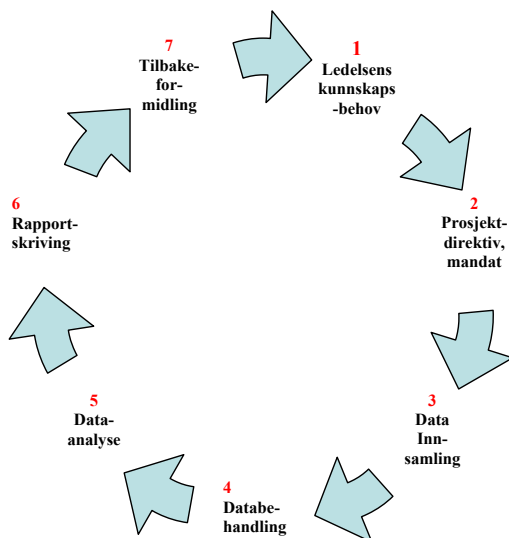 1
Ledelsens
kunnskaps
-behov
2
Prosjekt-
direktiv,
mandat
3
Data
Inn-
samling
4
Databe-
handling
5
Data-
analyse
6
Rapport-
skriving
7
Tilbake-
for-
midling